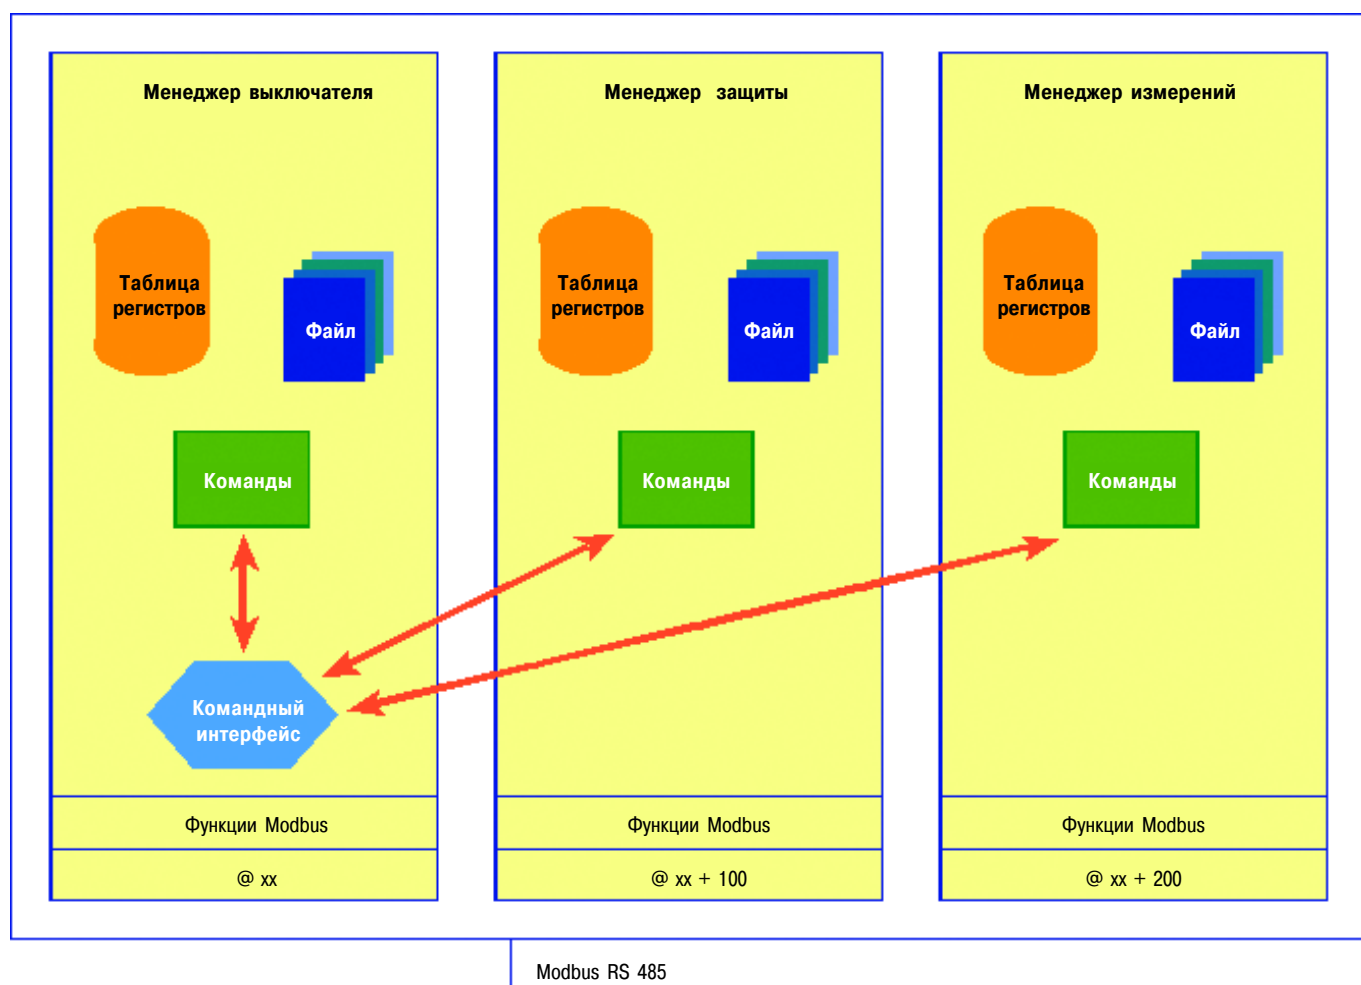 Менеджер выключателя
Таблица
регистров
Файл
Команды
Командный
интерфейс
Функции Modbus
@ xx
Менеджер защиты
Таблица
регистров
Файл
Команды
Функции Modbus
@ xx + 100
Менеджер измерений
Таблица
регистров
Файл
Команды
Функции Modbus
@ xx + 200
Modbus RS 485